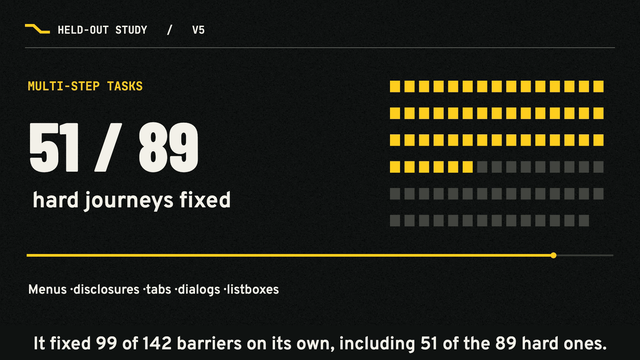 HELD-OUT STUDY / V5
MULTI-STEP TASKS
51 / 89
hard journeys fixed
Menus ·disclosures ·tabs ·dialogs ·listboxes
It fixed 99 of 142 barriers on its own, including 51 of the 89 hard ones.